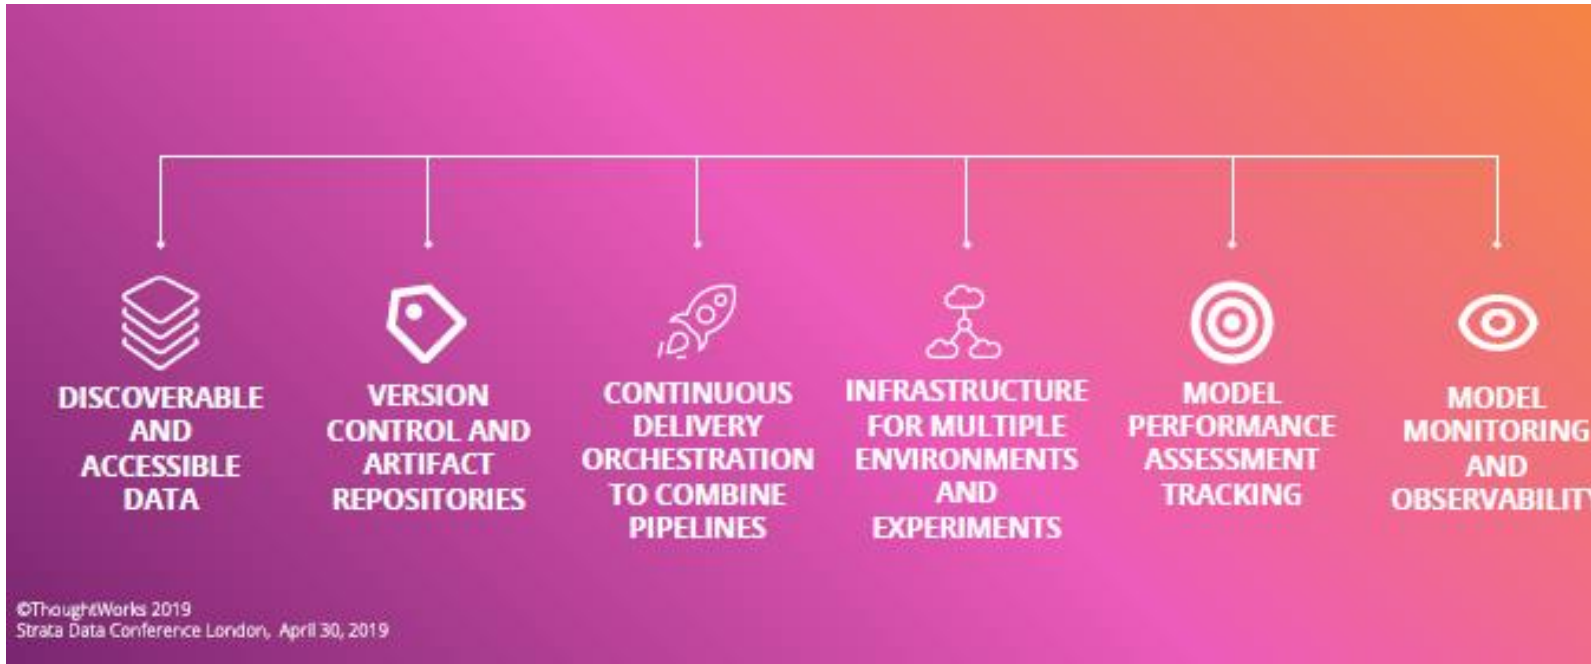 DISCOVERABLE
AND
ACCESSIBLE
DATA
VERSION
CONTROL AND
ARTIFACT
REPOSITORIES
CONTINUOUS
DELIVERY
ORCHESTRATION
TO COMBINE
PIPELINES
INFRASTRUCTURE
FOR MULTIPLE
ENVIRONMENTS
AND
EXPERIMENTS
MODEL
PERFORMANCE
ASSESSMENT
TRACKING
MODEL
MONITORING
AND
OBSERVABILITY
©ThoughtWorks 2019
Strata Data Conference London, April 30, 2019